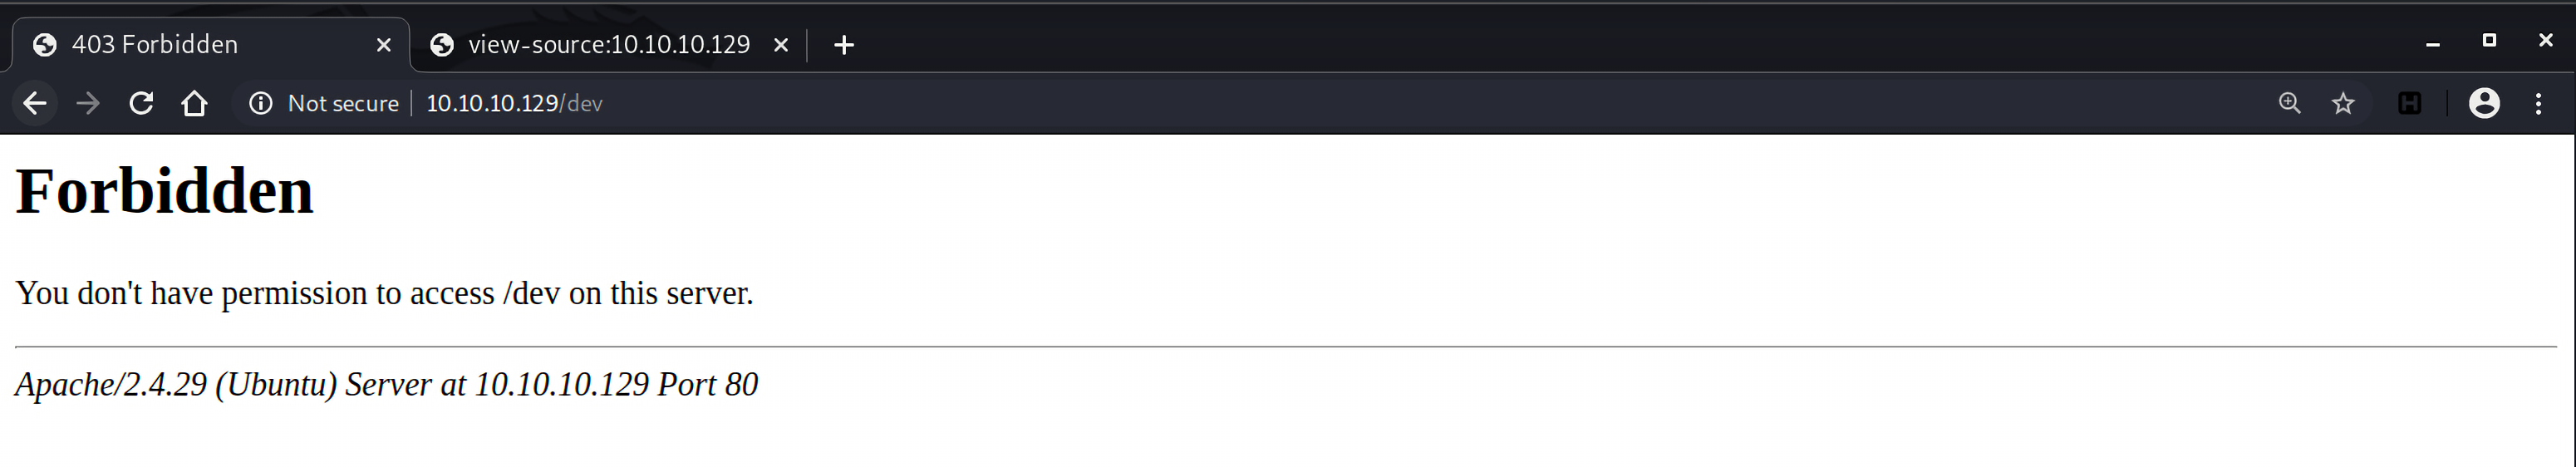 403 Forbidden
view-source:10.10.10.129
Not secure
10.10.10.129/dev
Forbidden
You don't have permission to access /dev on this server.
Apache/2.4.29 (Ubuntu) Server at 10.10.10.129 Port 80